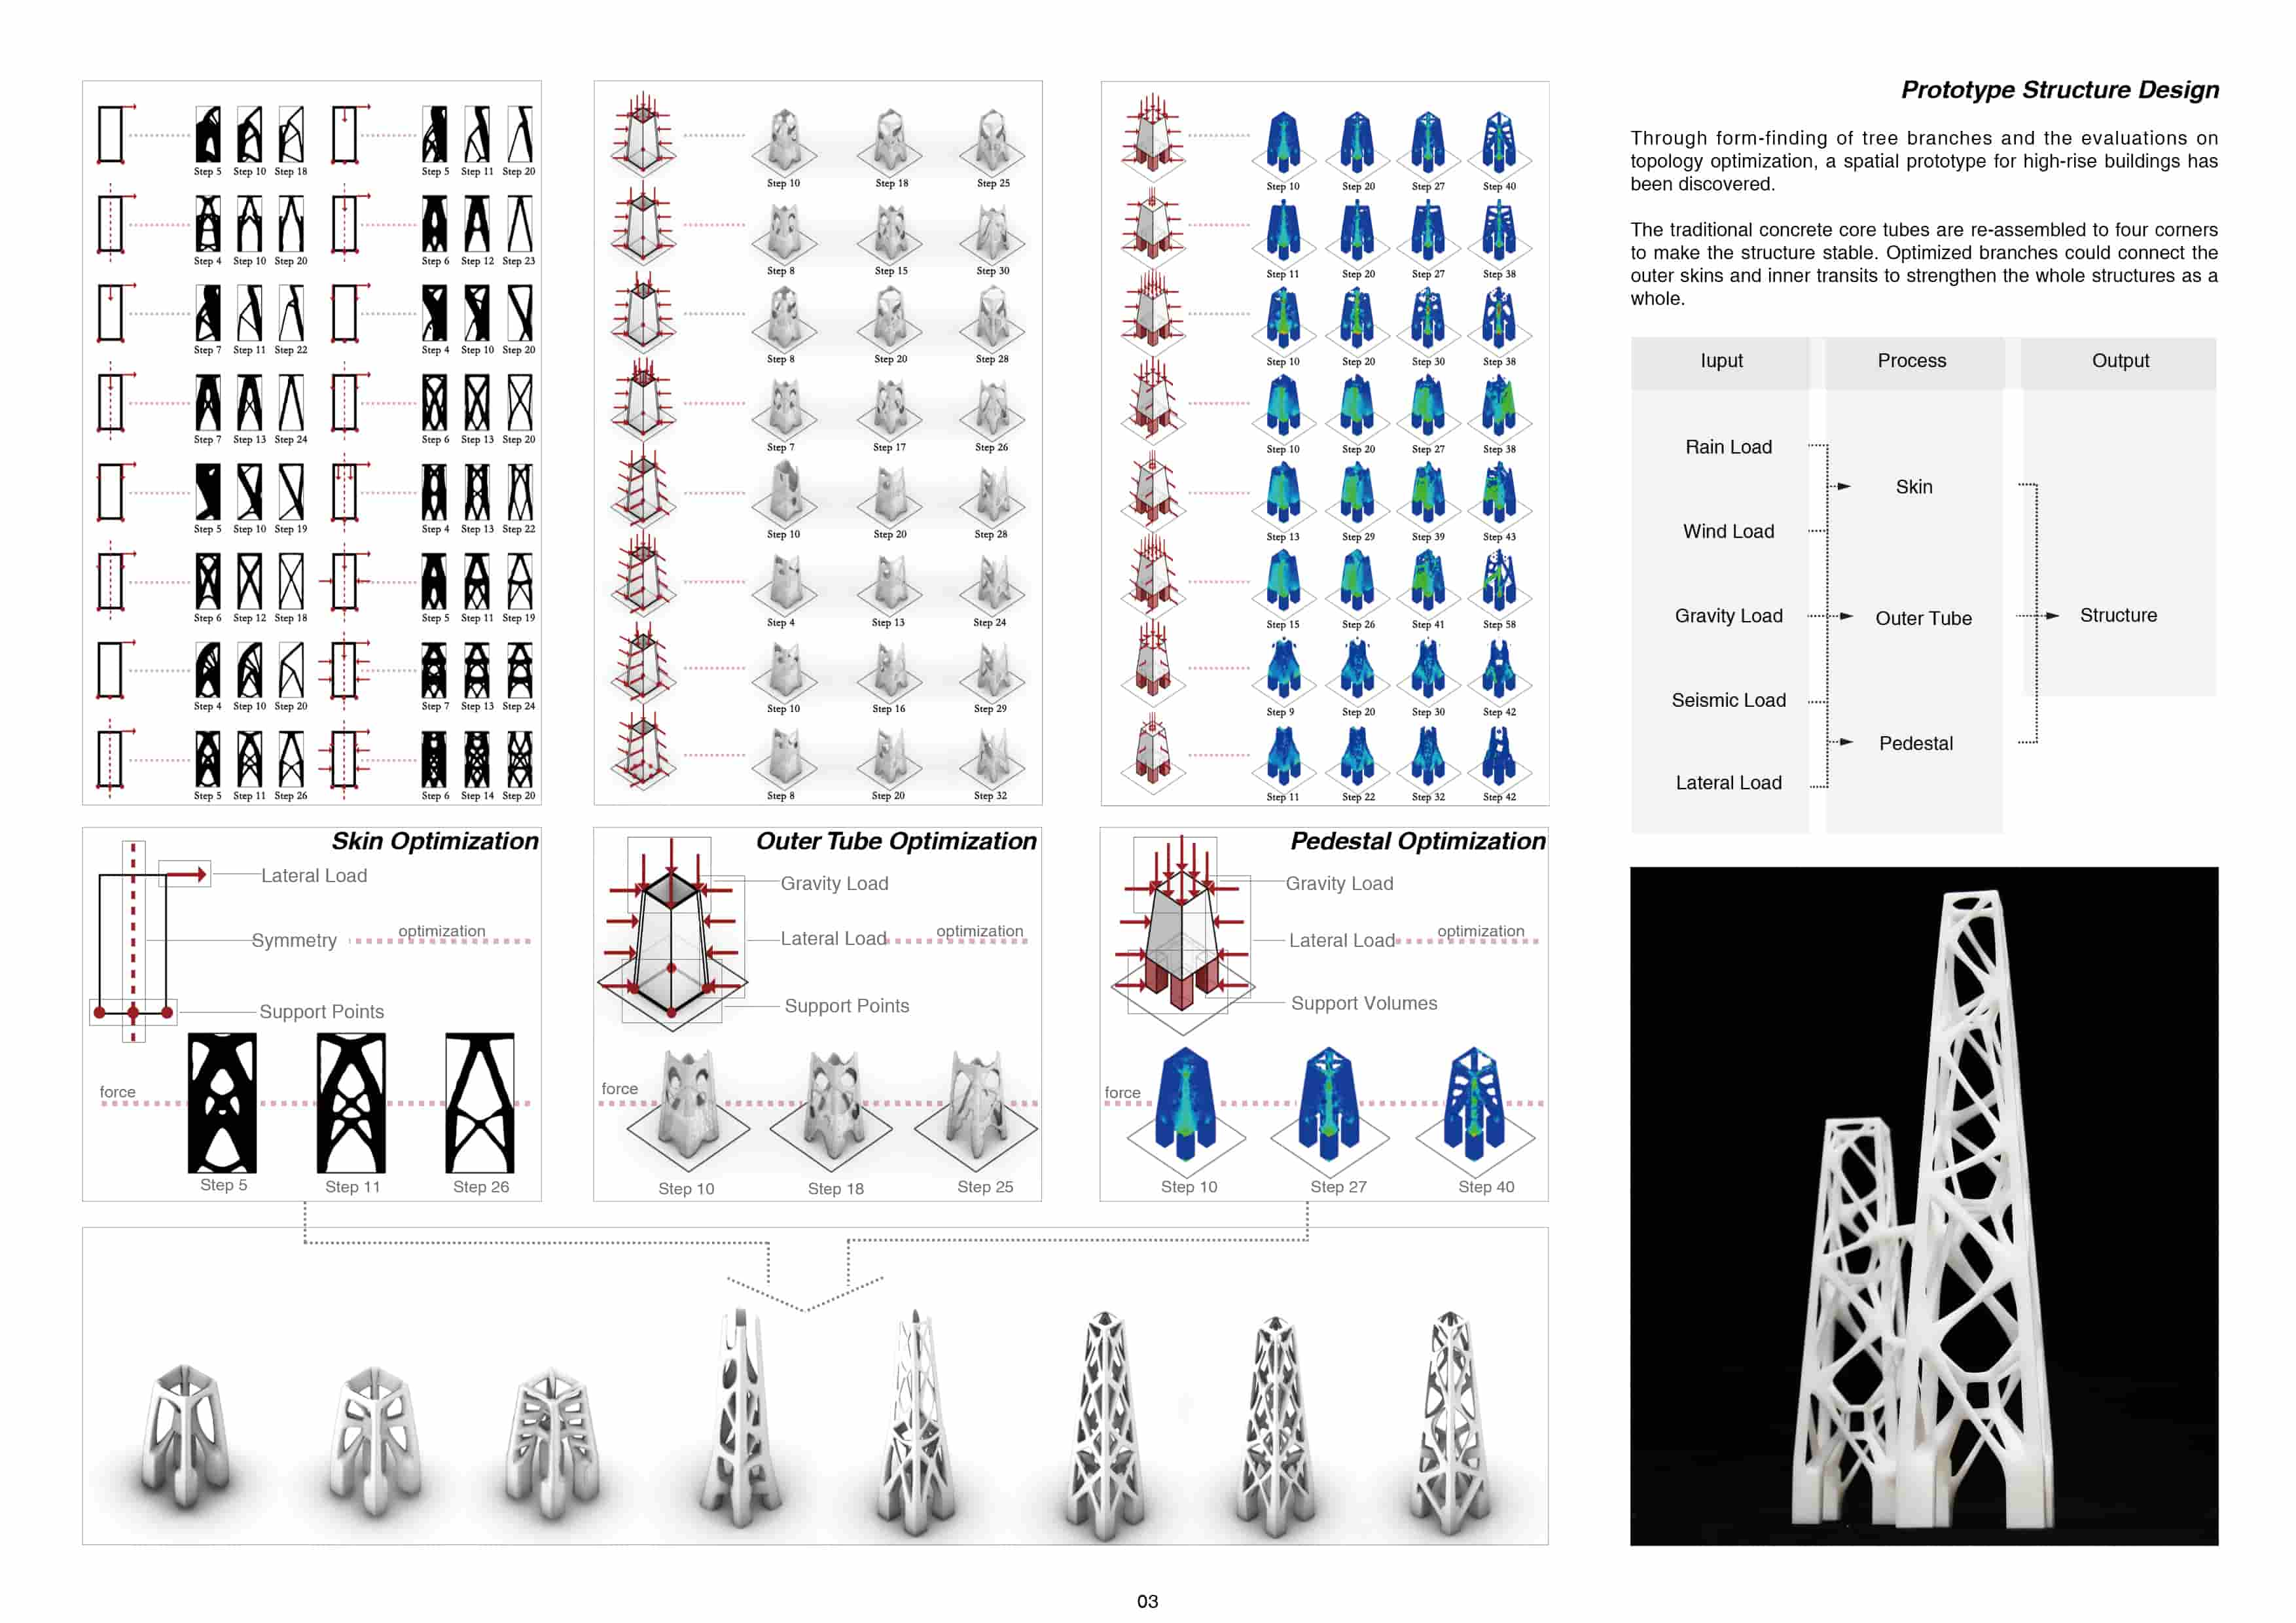 Step 5 Step 10 Step 18 Step 5 Step 11 Step 20
Step 4 Step 10 Step 20 Step 6 Step 12 Step 23
Step 7 Step 11 Step 22 Step 4 Step 10 Step 20
Step 7 Step 13 Step 24 Step 6 Step 13 Step 20
Step 5 Step 10 Step 19 Step 4 Step 13 Step 22
Step 6 Step 12 Step 18 Step 5 Step 11 Step 19
Step 4 Step 10 Step 20 Step 7 Step 13 Step 24
Step 5 Step 11 Step 26 Step 6 Step 14 Step 20
Step 10 Step 18 Step 25
Step 8 Step 15 Step 30
Step 8 Step 20 Step 28
Step 7 Step 17 Step 26
Step 10 Step 20 Step 28
Step 4 Step 13 Step 24
Step 10 Step 16 Step 29
Step 8 Step 20 Step 32
Step 10 Step 20 Step 27 Step 40
Step 11 Step 20 Step 27 Step 38
Step 10 Step 20 Step 30 Step 38
Step 10 Step 20 Step 27 Step 38
Step 13 Step 29 Step 39 Step 43
Step 15 Step 26 Step 41 Step 58
Step 9 Step 20 Step 30 Step 42
Step 11 Step 22 Step 32 Step 42
Prototype Structure Design
Through form-finding of tree branches and the evaluations on
topology optimization, a spatial prototype for high-rise buildings has
been discovered.
The traditional concrete core tubes are re-assembled to four corners
to make the structure stable. Optimized branches could connect the
outer skins and inner transits to strengthen the whole structures as a
whole.
Iuput Process Output
Rain Load
Skin
Wind Load
Gravity Load Outer Tube Structure
Seismic Load
Pedestal
Lateral Load
Skin Optimization
Lateral Load
Symmetry optimization
Support Points
force
Step 5 Step 11 Step 26
Outer Tube Optimization
Gravity Load
Lateral Load optimization
Support Points
force
Step 10 Step 18 Step 25
Pedestal Optimization
Gravity Load
Lateral Load optimization
Support Volumes
force
Step 10 Step 27 Step 40
03